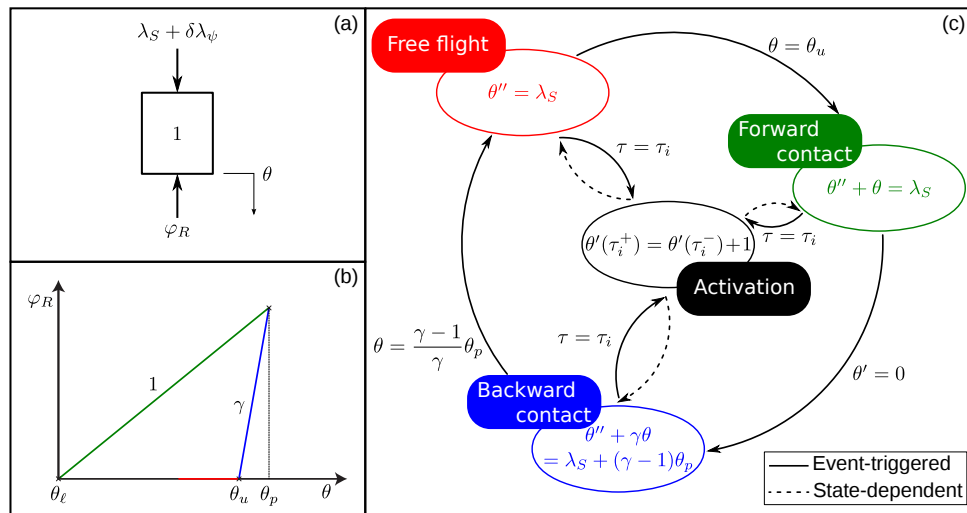 (a)
λ_S + δλ_ψ
1
θ
φ_R
(b)
φ_R
1
γ
θ_ℓ
θ_u
θ_p
θ
(c)
Free flight
θ'' = λ_S
θ = θ_u
Forward
contact
θ'' + θ = λ_S
τ = τ_i
τ = τ_i
θ'(τ_i^+) = θ'(τ_i^-)+1
Activation
τ = τ_i
θ = \frac{γ − 1}{γ}θ_p
θ' = 0
Backward
contact
θ'' + γθ
= λ_S + (γ−1)θ_p
Event-triggered
State-dependent